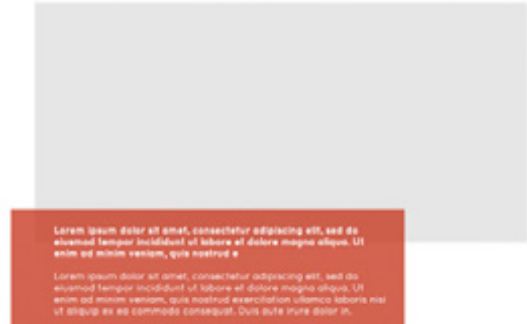 Lorem ipsum dolor sit amet, consectetur adipiscing elit, sed do
eiusmod tempor incididunt ut labore et dolore magna aliqua. Ut
enim ad minim veniam, quis nostrud e
Lorem ipsum dolor sit amet, consectetur adipiscing elit, sed do
eiusmod tempor incididunt ut labore et dolore magna aliqua. Ut
enim ad minim veniam, quis nostrud exercitation ullamco laboris nisi
ut aliquip ex ea commodo consequat. Duis aute irure dolor in.